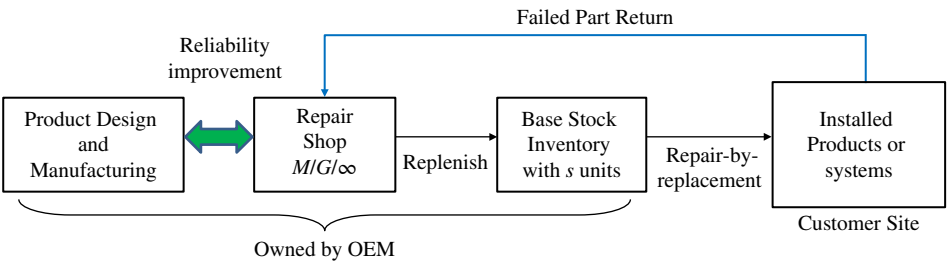 Failed Part Return
Reliability
improvement
Product Design
and
Manufacturing
Repair
Shop
M/G/∞
Replenish
Base Stock
Inventory
with s units
Repair-by-
replacement
Installed
Products or
systems
Customer Site
Owned by OEM